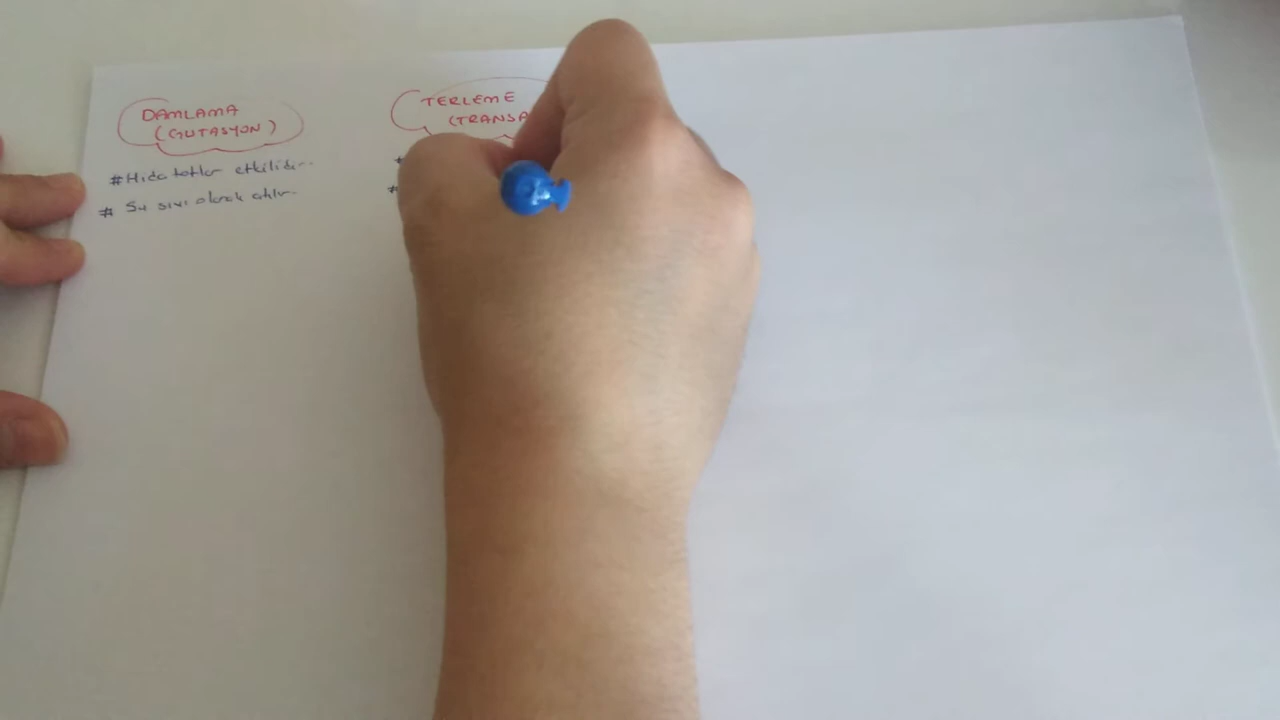 DAMLAMA
(GUTASYON)
#Hidatotlar etkilidir..
# Su sıvı olarak atılır.
TERLEME
(TRANSA
#
#